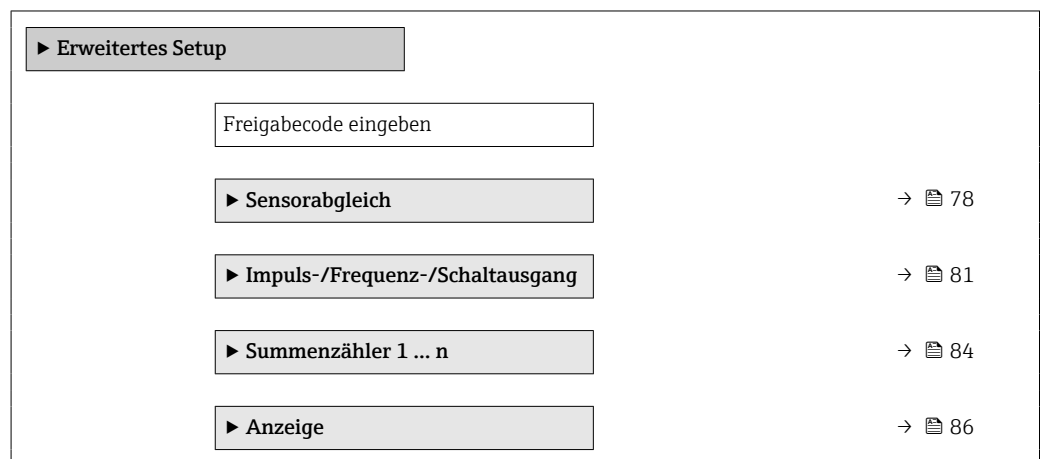 ▶ Erweitertes Setup
Freigabecode eingeben
▶ Sensorabgleich → 78
▶ Impuls-/Frequenz-/Schaltausgang → 81
▶ Summenzähler 1 ... n → 84
▶ Anzeige → 86